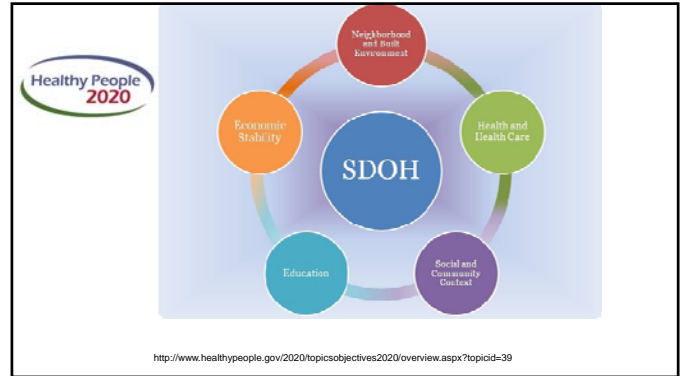 Healthy People
2020
Neighborhood
and Built
Environment
Economic
Stability
Health and
Health Care
SDOH
Education
Social and
Community
Context
http://www.healthypeople.gov/2020/topicsobjectives2020/overview.aspx?topicid=39